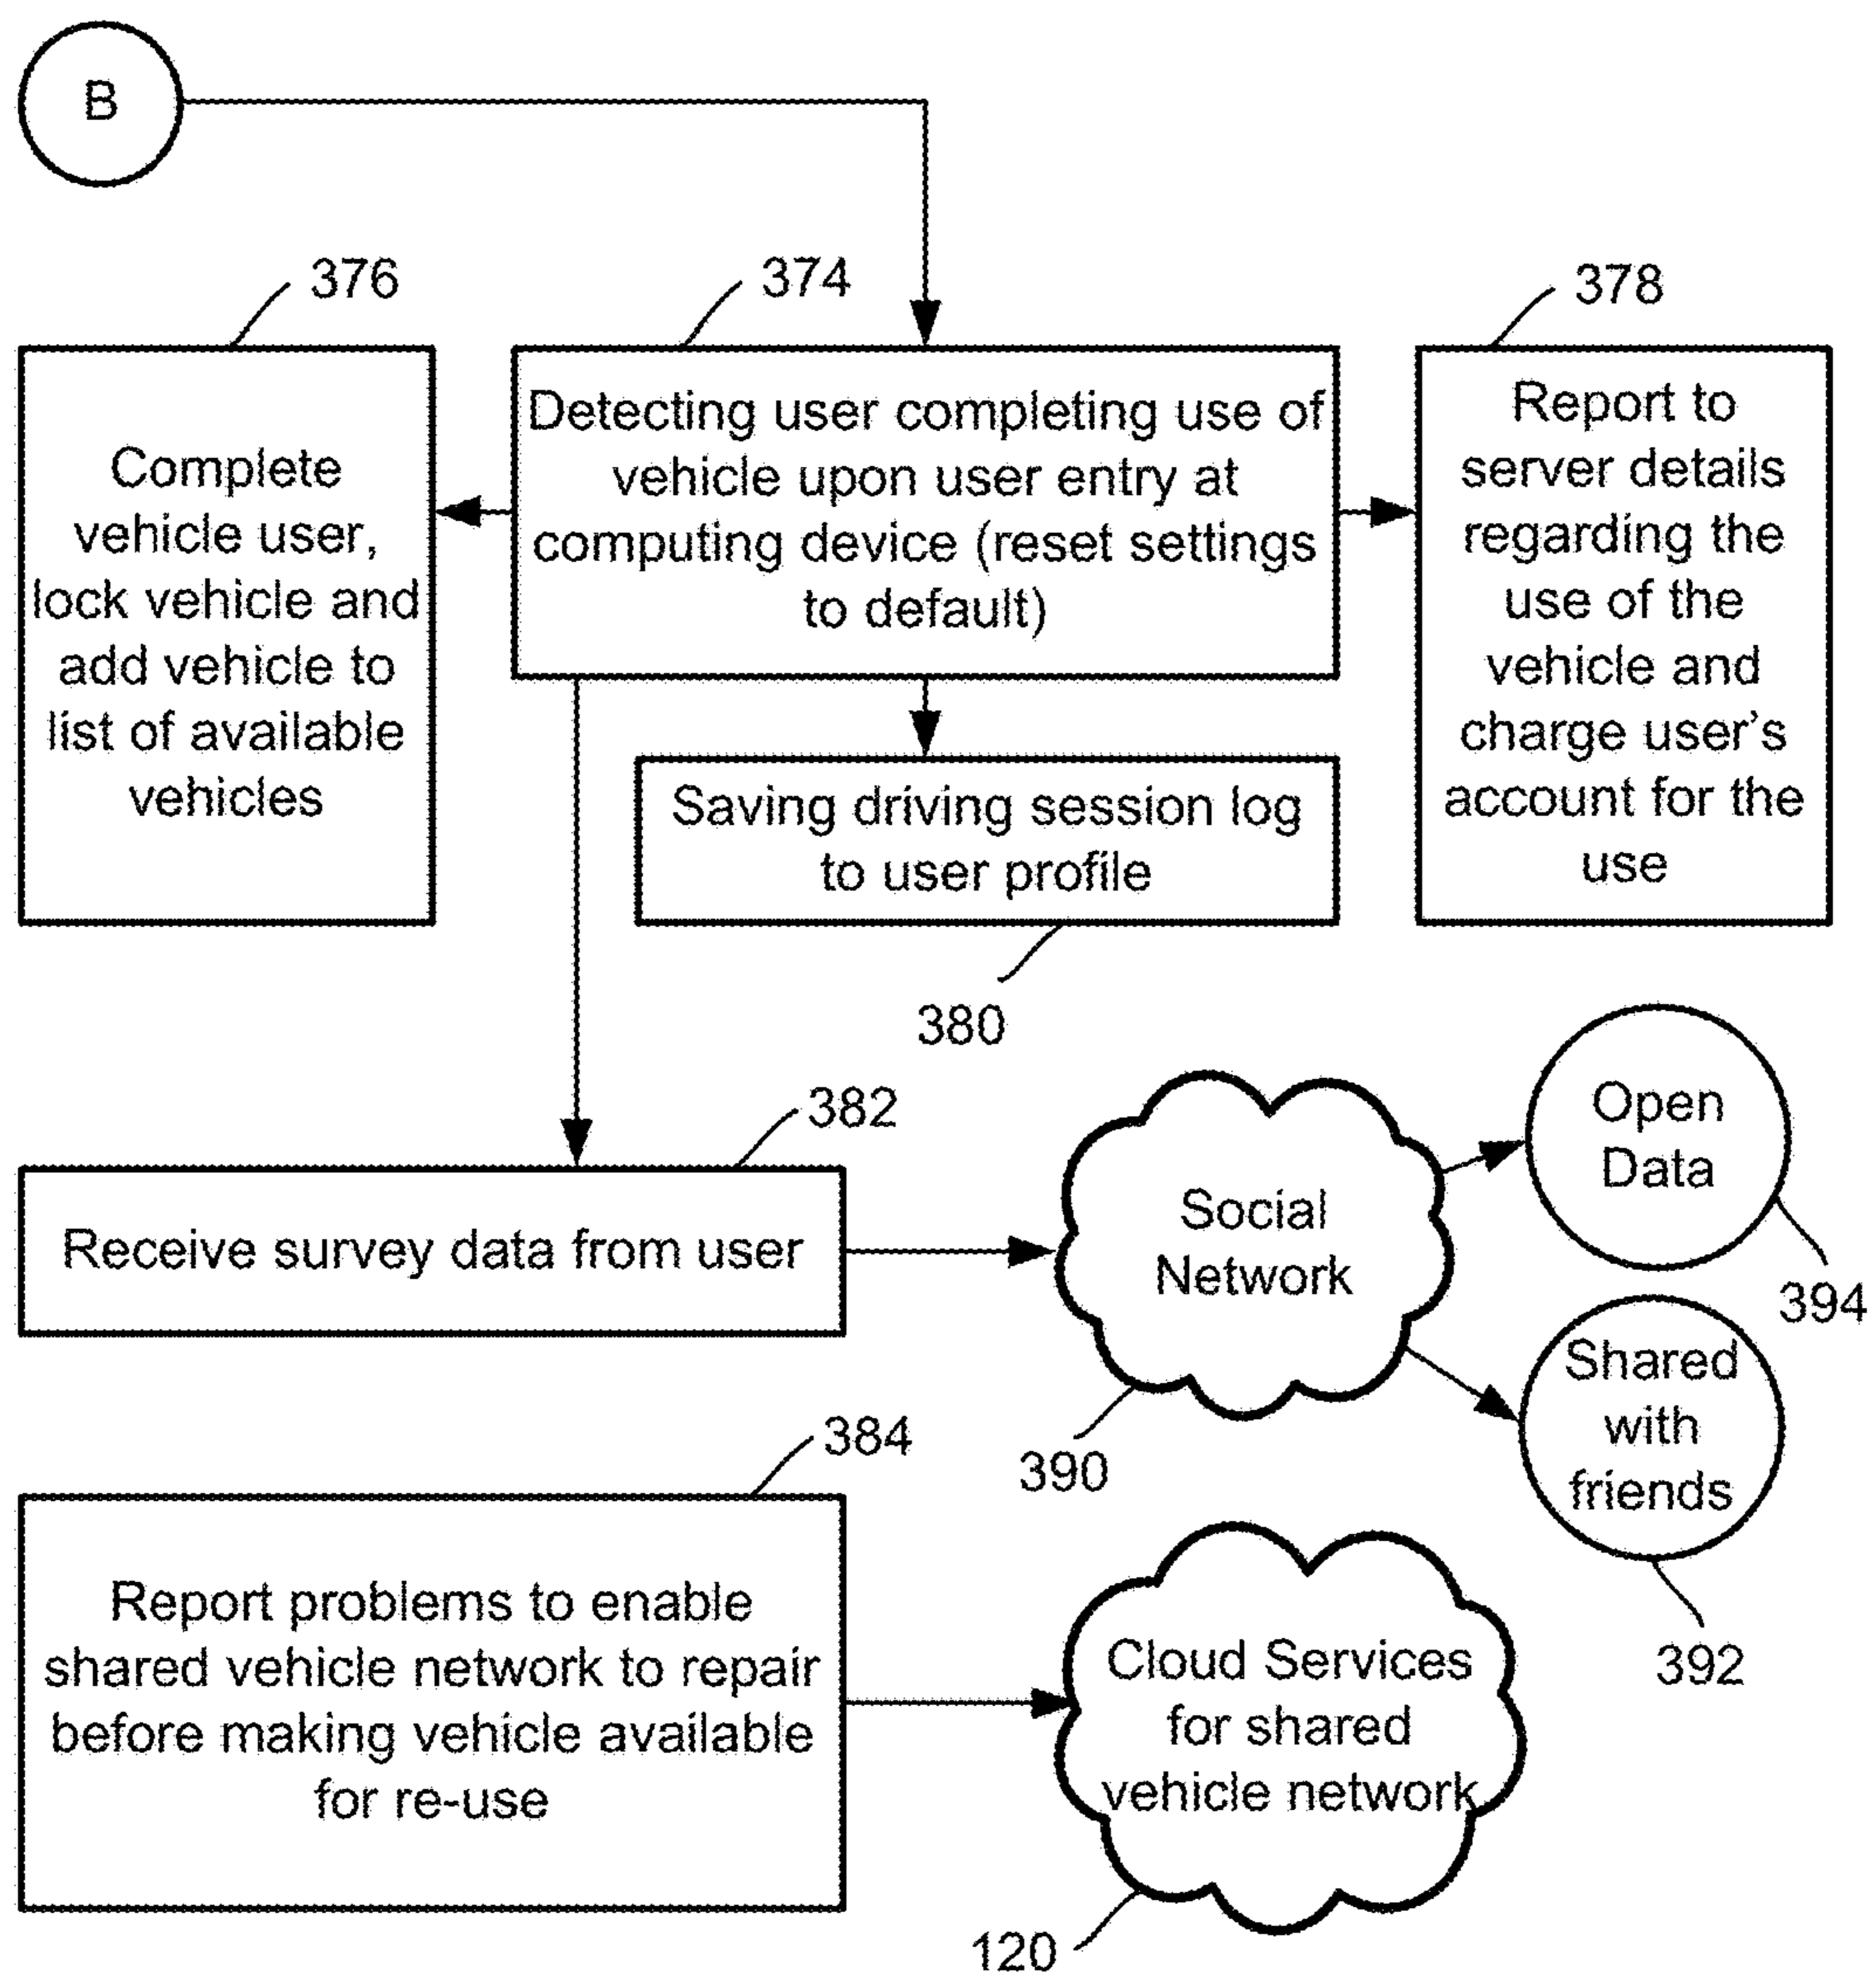 B
376
374
378
Complete
vehicle user,
lock vehicle and
add vehicle to
list of available
vehicles
Detecting user completing use of
vehicle upon user entry at
computing device (reset settings
to default)
Report to
server details
regarding the
use of the
vehicle and
charge user's
account for the
use
Saving driving session log
to user profile
380
382
Receive survey data from user
Social
Network
390
Open
Data
394
Shared
with
friends
392
384
Report problems to enable
shared vehicle network to repair
before making vehicle available
for re-use
Cloud Services
for shared
vehicle network
120